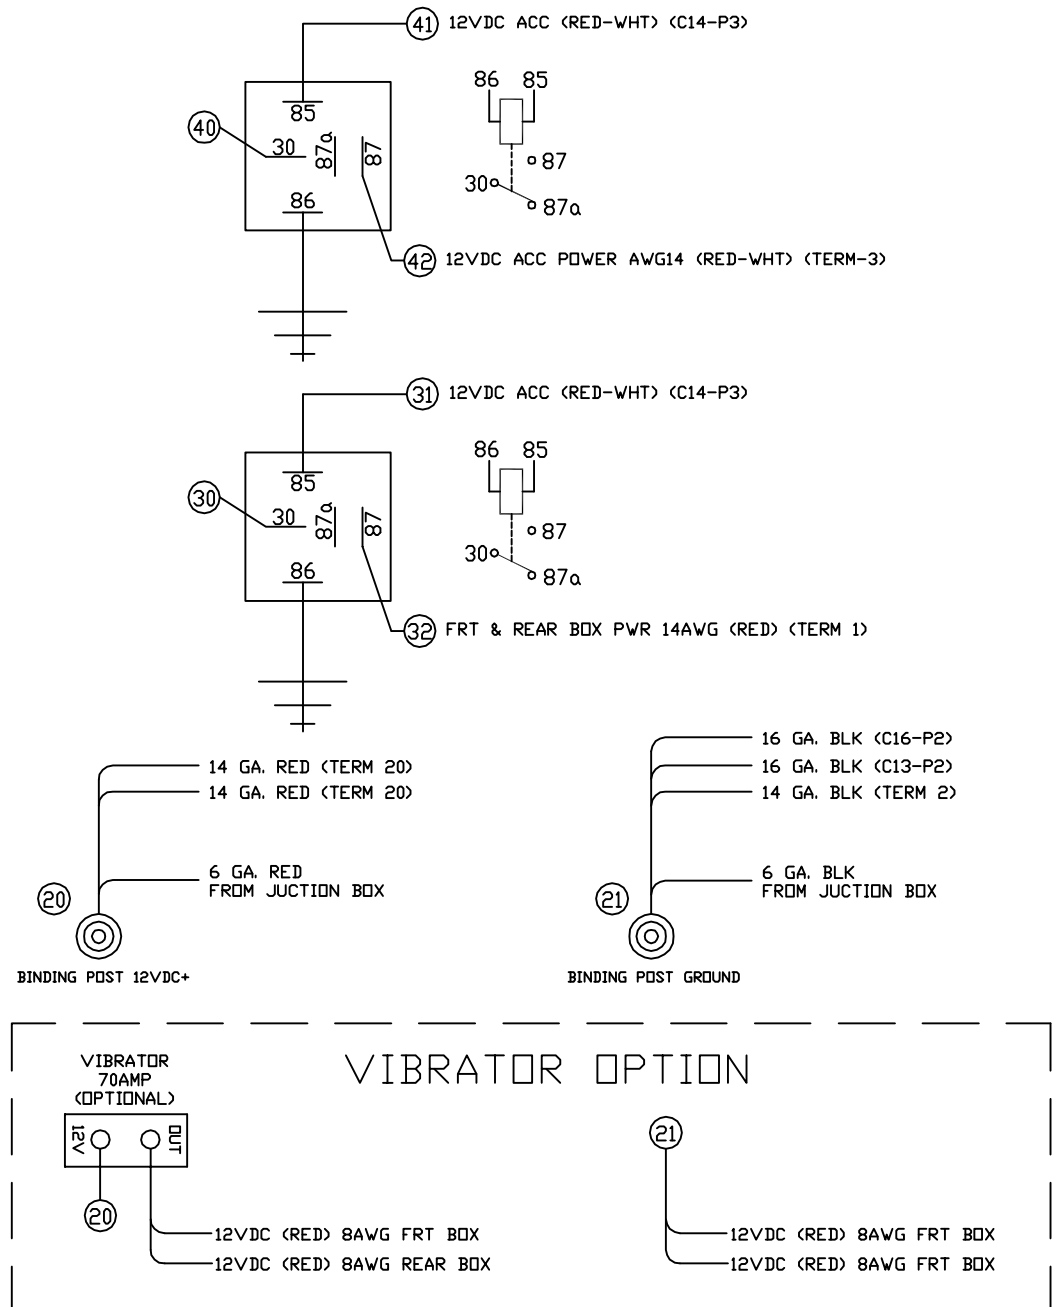 41 12VDC ACC (RED-WHT) (C14-P3)
86 85
85
40
30
87a
87
86
87
30
87a
42 12VDC ACC POWER AWG14 (RED-WHT) (TERM-3)
31 12VDC ACC (RED-WHT) (C14-P3)
86 85
85
30
30
87a
87
86
87
30
87a
32 FRT & REAR BOX PWR 14AWG (RED) (TERM 1)
14 GA. RED (TERM 20)
14 GA. RED (TERM 20)
6 GA. RED
FROM JUCTION BOX
20
BINDING POST 12VDC+
16 GA. BLK (C16-P2)
16 GA. BLK (C13-P2)
14 GA. BLK (TERM 2)
6 GA. BLK
FROM JUCTION BOX
21
BINDING POST GROUND
VIBRATOR OPTION
VIBRATOR
70AMP
(OPTIONAL)
12V
OUT
20
12VDC (RED) 8AWG FRT BOX
12VDC (RED) 8AWG REAR BOX
21
12VDC (RED) 8AWG FRT BOX
12VDC (RED) 8AWG FRT BOX